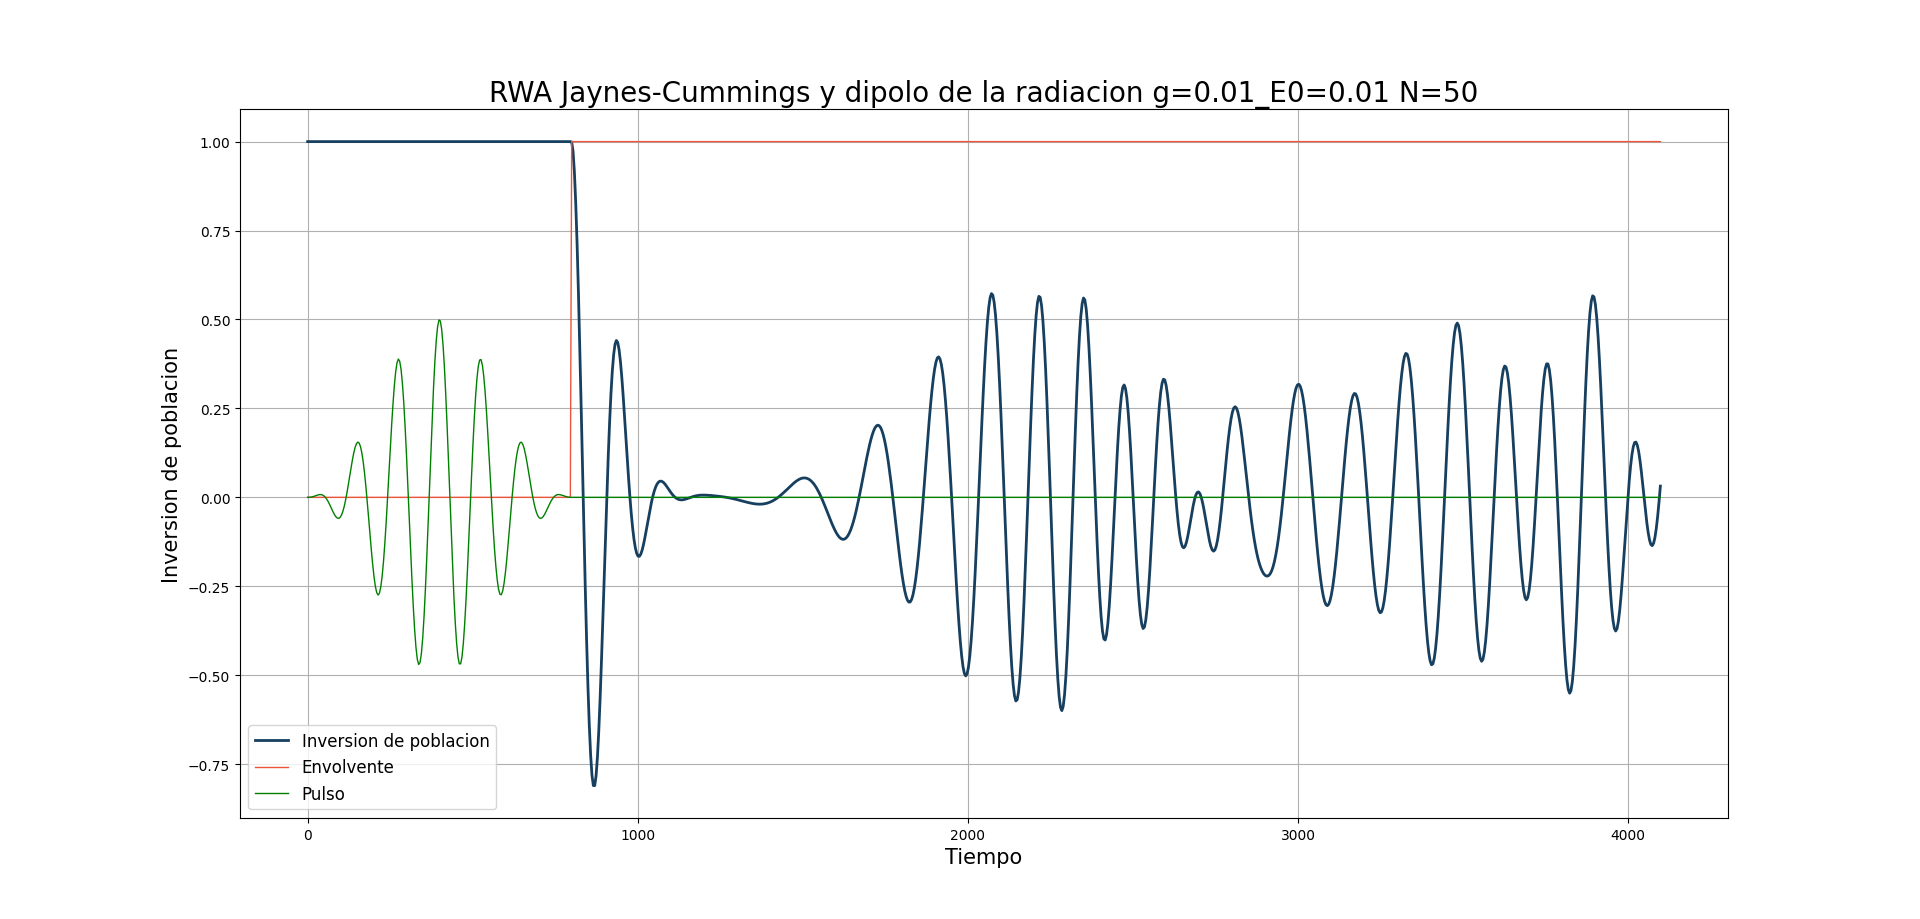 RWA Jaynes-Cummings y dipolo de la radiacion g=0.01_E0=0.01 N=50
Inversion de poblacion
1.00
0.75
0.50
0.25
0.00
−0.25
−0.50
−0.75
Inversion de poblacion
Envolvente
Pulso
0 1000 2000 3000 4000
Tiempo